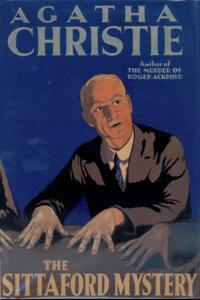 AGATHA
CHRISTIE
Author of
THE MURDER OF
ROGER ACKROYD
THE
SITTAFORD MYSTERY